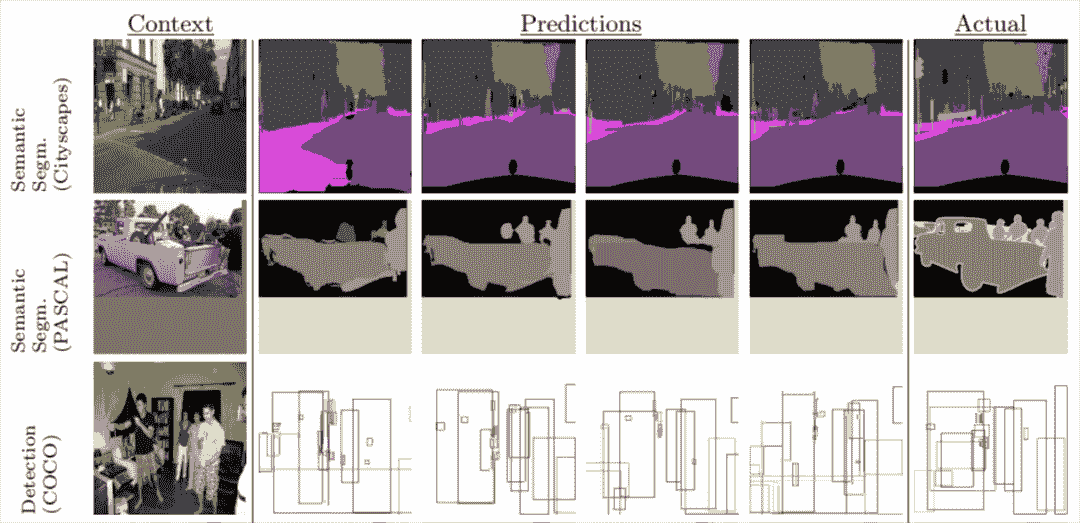 Context
Predictions
Actual
Semantic
Segm.
(Cityscapes)
Semantic
Segm.
(PASCAL)
Detection
(COCO)